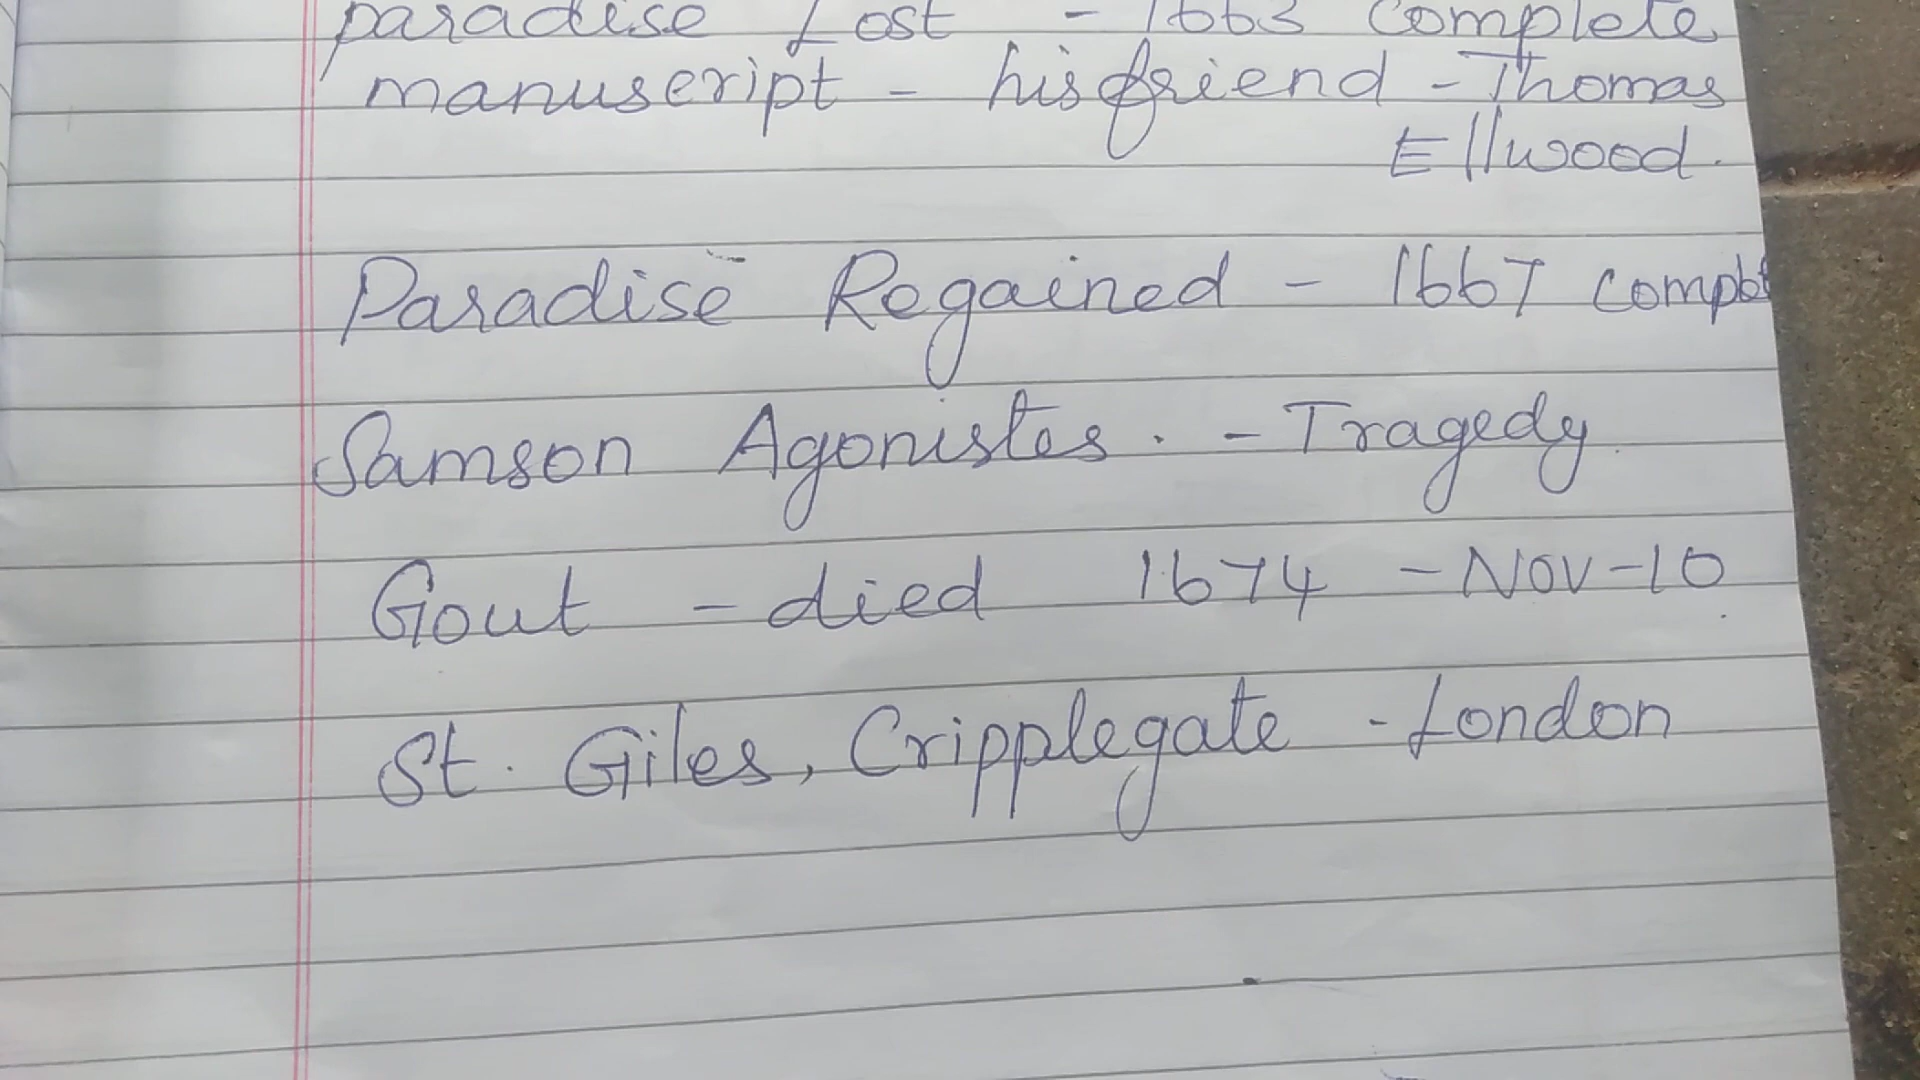 paradise Lost - 1663 complete
manuscript - his friend - Thomas
Ellwood.
Paradise Regained - 1667 complet
Samson Agonistes. - Tragedy
Gout - died 1674 - Nov-10
St. Giles, Cripplegate - London